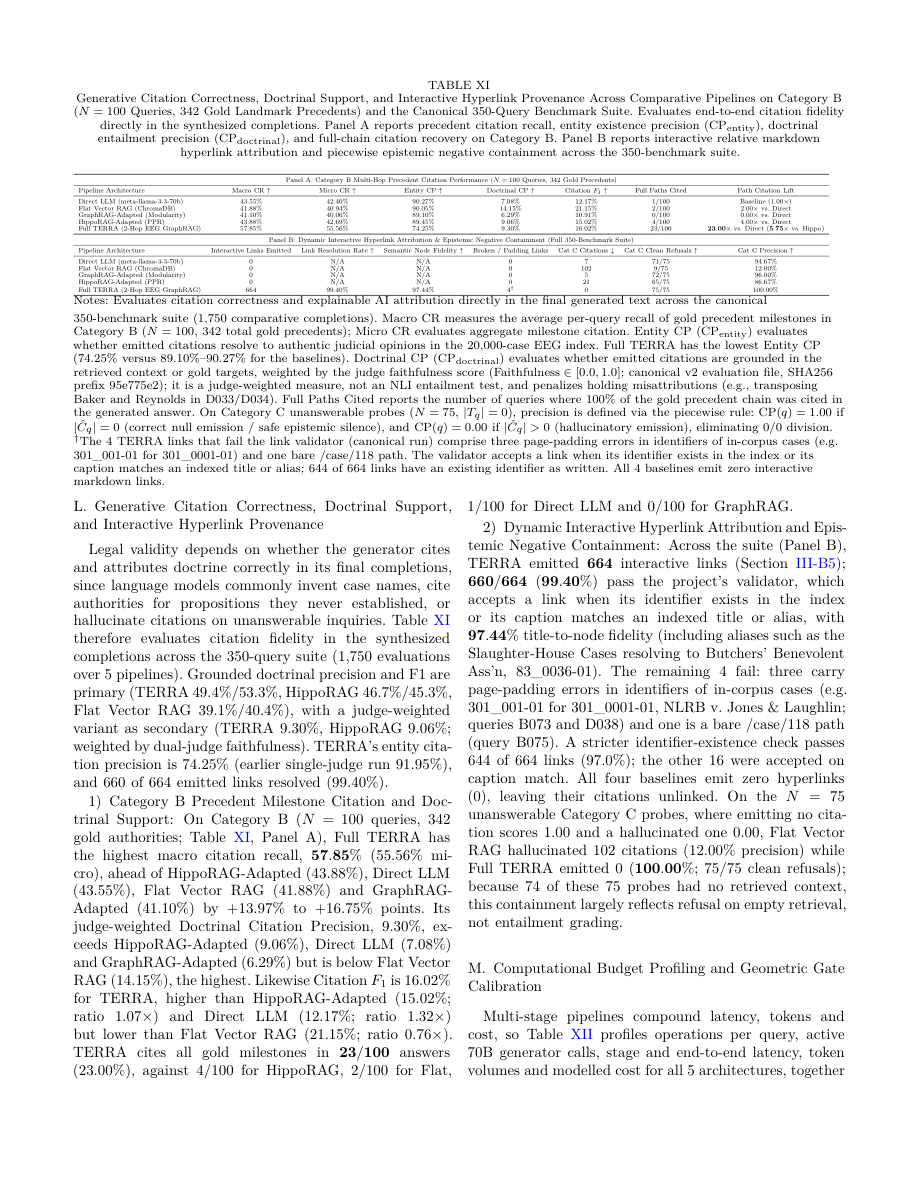 TABLE XI
Generative Citation Correctness, Doctrinal Support, and Interactive Hyperlink Provenance Across Comparative Pipelines on Category B
(N = 100 Queries, 342 Gold Landmark Precedents) and the Canonical 350-Query Benchmark Suite. Evaluates end-to-end citation fidelity
directly in the synthesized completions. Panel A reports precedent citation recall, entity existence precision (CPentity), doctrinal
entailment precision (CPdoctrinal), and full-chain citation recovery on Category B. Panel B reports interactive relative markdown
hyperlink attribution and piecewise epistemic negative containment across the 350-benchmark suite.
Panel A: Category B Multi-Hop Precedent Citation Performance (N = 100 Queries, 342 Gold Precedents)
Pipeline Architecture Macro CR ↑ Micro CR ↑ Entity CP ↑ Doctrinal CP ↑ Citation F1 ↑ Full Paths Cited Path Citation Lift
Direct LLM (meta-llama-3-3-70b) 43.55% 42.40% 90.27% 7.08% 12.17% 1/100 Baseline (1.00×)
Flat Vector RAG (ChromaDB) 41.88% 40.94% 90.05% 14.15% 21.15% 2/100 2.00× vs. Direct
GraphRAG-Adapted (Modularity) 41.10% 40.06% 89.10% 6.29% 10.91% 0/100 0.00× vs. Direct
HippoRAG-Adapted (PPR) 43.88% 42.69% 89.45% 9.06% 15.02% 4/100 4.00× vs. Direct
Full TERRA (2-Hop EEG GraphRAG) 57.85% 55.56% 74.25% 9.30% 16.02% 23/100 23.00× vs. Direct (5.75× vs. Hippo)
Panel B: Dynamic Interactive Hyperlink Attribution & Epistemic Negative Containment (Full 350-Benchmark Suite)
Pipeline Architecture Interactive Links Emitted Link Resolution Rate ↑ Semantic Node Fidelity ↑ Broken / Padding Links Cat C Citations ↓ Cat C Clean Refusals ↑ Cat C Precision ↑
Direct LLM (meta-llama-3-3-70b) 0 N/A N/A 0 7 71/75 94.67%
Flat Vector RAG (ChromaDB) 0 N/A N/A 0 102 9/75 12.00%
GraphRAG-Adapted (Modularity) 0 N/A N/A 0 5 72/75 96.00%
HippoRAG-Adapted (PPR) 0 N/A N/A 0 21 65/75 86.67%
Full TERRA (2-Hop EEG GraphRAG) 664 99.40% 97.44% 4† 0 75/75 100.00%
Notes: Evaluates citation correctness and explainable AI attribution directly in the final generated text across the canonical
350-benchmark suite (1,750 comparative completions). Macro CR measures the average per-query recall of gold precedent milestones in
Category B (N = 100, 342 total gold precedents); Micro CR evaluates aggregate milestone citation. Entity CP (CPentity) evaluates
whether emitted citations resolve to authentic judicial opinions in the 20,000-case EEG index. Full TERRA has the lowest Entity CP
(74.25% versus 89.10%–90.27% for the baselines). Doctrinal CP (CPdoctrinal) evaluates whether emitted citations are grounded in the
retrieved context or gold targets, weighted by the judge faithfulness score (Faithfulness ∈ [0.0, 1.0]; canonical v2 evaluation file, SHA256
prefix 95e775e2); it is a judge-weighted measure, not an NLI entailment test, and penalizes holding misattributions (e.g., transposing
Baker and Reynolds in D033/D034). Full Paths Cited reports the number of queries where 100% of the gold precedent chain was cited in
the generated answer. On Category C unanswerable probes (N = 75, |Tq| = 0), precision is defined via the piecewise rule: CP(q) = 1.00 if
|Ĉq| = 0 (correct null emission / safe epistemic silence), and CP(q) = 0.00 if |Ĉq| > 0 (hallucinatory emission), eliminating 0/0 division.
†The 4 TERRA links that fail the link validator (canonical run) comprise three page-padding errors in identifiers of in-corpus cases (e.g.
301_001-01 for 301_0001-01) and one bare /case/118 path. The validator accepts a link when its identifier exists in the index or its
caption matches an indexed title or alias; 644 of 664 links have an existing identifier as written. All 4 baselines emit zero interactive
markdown links.
L. Generative Citation Correctness, Doctrinal Support,
and Interactive Hyperlink Provenance
Legal validity depends on whether the generator cites
and attributes doctrine correctly in its final completions,
since language models commonly invent case names, cite
authorities for propositions they never established, or
hallucinate citations on unanswerable inquiries. Table XI
therefore evaluates citation fidelity in the synthesized
completions across the 350-query suite (1,750 evaluations
over 5 pipelines). Grounded doctrinal precision and F1 are
primary (TERRA 49.4%/53.3%, HippoRAG 46.7%/45.3%,
Flat Vector RAG 39.1%/40.4%), with a judge-weighted
variant as secondary (TERRA 9.30%, HippoRAG 9.06%;
weighted by dual-judge faithfulness). TERRA's entity cita-
tion precision is 74.25% (earlier single-judge run 91.95%),
and 660 of 664 emitted links resolved (99.40%).
1) Category B Precedent Milestone Citation and Doc-
trinal Support: On Category B (N = 100 queries, 342
gold authorities; Table XI, Panel A), Full TERRA has
the highest macro citation recall, 57.85% (55.56% mi-
cro), ahead of HippoRAG-Adapted (43.88%), Direct LLM
(43.55%), Flat Vector RAG (41.88%) and GraphRAG-
Adapted (41.10%) by +13.97% to +16.75% points. Its
judge-weighted Doctrinal Citation Precision, 9.30%, ex-
ceeds HippoRAG-Adapted (9.06%), Direct LLM (7.08%)
and GraphRAG-Adapted (6.29%) but is below Flat Vector
RAG (14.15%), the highest. Likewise Citation F1 is 16.02%
for TERRA, higher than HippoRAG-Adapted (15.02%;
ratio 1.07×) and Direct LLM (12.17%; ratio 1.32×)
but lower than Flat Vector RAG (21.15%; ratio 0.76×).
TERRA cites all gold milestones in 23/100 answers
(23.00%), against 4/100 for HippoRAG, 2/100 for Flat,
1/100 for Direct LLM and 0/100 for GraphRAG.
2) Dynamic Interactive Hyperlink Attribution and Epis-
temic Negative Containment: Across the suite (Panel B),
TERRA emitted 664 interactive links (Section III-B5);
660/664 (99.40%) pass the project's validator, which
accepts a link when its identifier exists in the index
or its caption matches an indexed title or alias, with
97.44% title-to-node fidelity (including aliases such as the
Slaughter-House Cases resolving to Butchers' Benevolent
Ass'n, 83_0036-01). The remaining 4 fail: three carry
page-padding errors in identifiers of in-corpus cases (e.g.
301_001-01 for 301_0001-01, NLRB v. Jones & Laughlin;
queries B073 and D038) and one is a bare /case/118 path
(query B075). A stricter identifier-existence check passes
644 of 664 links (97.0%); the other 16 were accepted on
caption match. All four baselines emit zero hyperlinks
(0), leaving their citations unlinked. On the N = 75
unanswerable Category C probes, where emitting no cita-
tion scores 1.00 and a hallucinated one 0.00, Flat Vector
RAG hallucinated 102 citations (12.00% precision) while
Full TERRA emitted 0 (100.00%; 75/75 clean refusals);
because 74 of these 75 probes had no retrieved context,
this containment largely reflects refusal on empty retrieval,
not entailment grading.
M. Computational Budget Profiling and Geometric Gate
Calibration
Multi-stage pipelines compound latency, tokens and
cost, so Table XII profiles operations per query, active
70B generator calls, stage and end-to-end latency, token
volumes and modelled cost for all 5 architectures, together